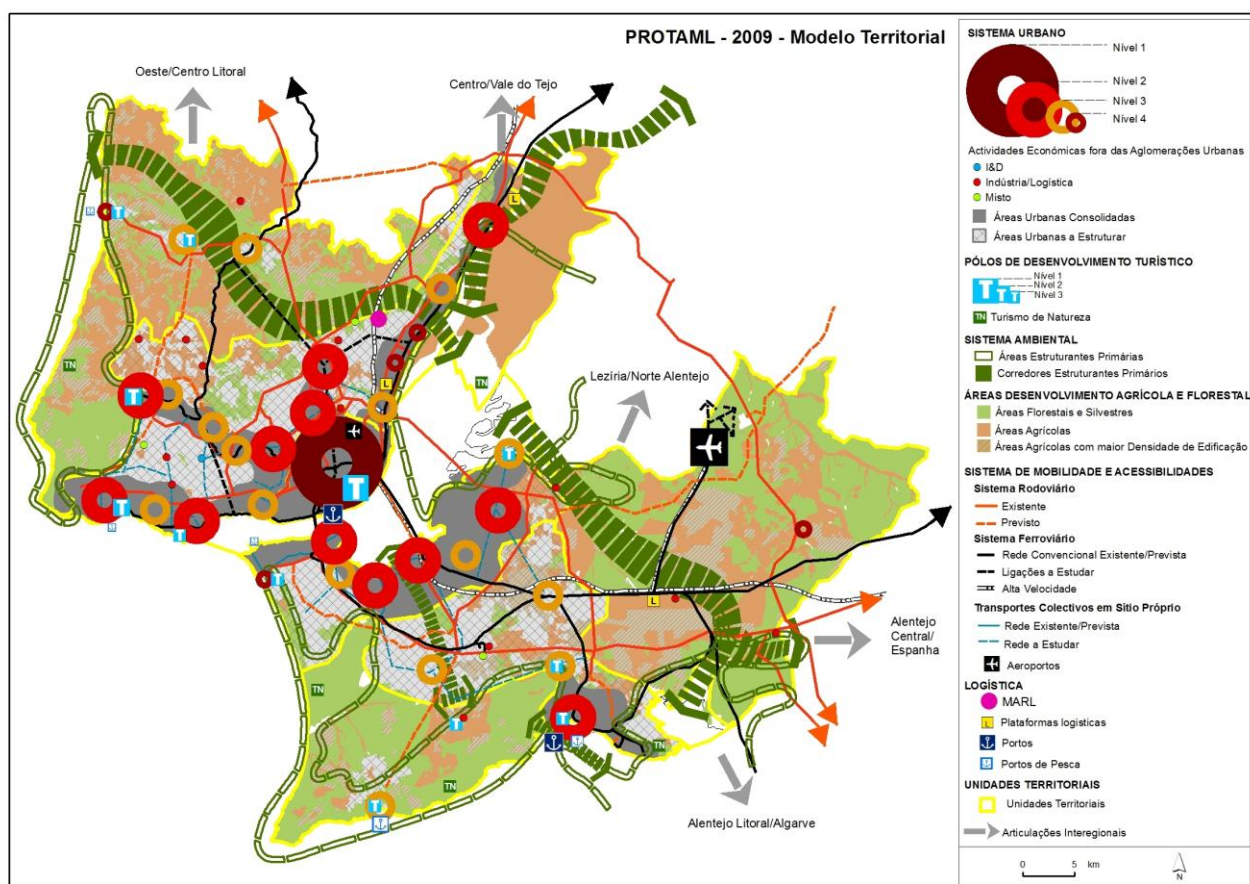 PROTAML - 2009 - Modelo Territorial
Oeste/Centro Litoral
Centro/Vale do Tejo
Lezíria/Norte Alentejo
Alentejo
Central/
Espanha
Alentejo Litoral/Algarve
L
TN
T
SISTEMA URBANO
Nível 1
Nível 2
Nível 3
Nível 4
Actividades Económicas fora das Aglomerações Urbanas
I&D
Indústria/Logística
Misto
Áreas Urbanas Consolidadas
Áreas Urbanas a Estruturar
PÓLOS DE DESENVOLVIMENTO TURÍSTICO
T T T
Nível 1
Nível 2
Nível 3
TN Turismo de Natureza
SISTEMA AMBIENTAL
Áreas Estruturantes Primárias
Corredores Estruturantes Primários
ÁREAS DESENVOLVIMENTO AGRÍCOLA E FLORESTAL
Áreas Florestais e Silvestres
Áreas Agrícolas
Áreas Agrícolas com maior Densidade de Edificação
SISTEMA DE MOBILIDADE E ACESSIBILIDADES
Sistema Rodoviário
Existente
Previsto
Sistema Ferroviário
Rede Convencional Existente/Prevista
Ligações a Estudar
Alta Velocidade
Transportes Colectivos em Sítio Próprio
Rede Existente/Prevista
Rede a Estudar
Aeroportos
LOGÍSTICA
MARL
L Plataformas logísticas
Portos
Portos de Pesca
UNIDADES TERRITORIAIS
Unidades Territoriais
Articulações Interegionais
0 5 km
N